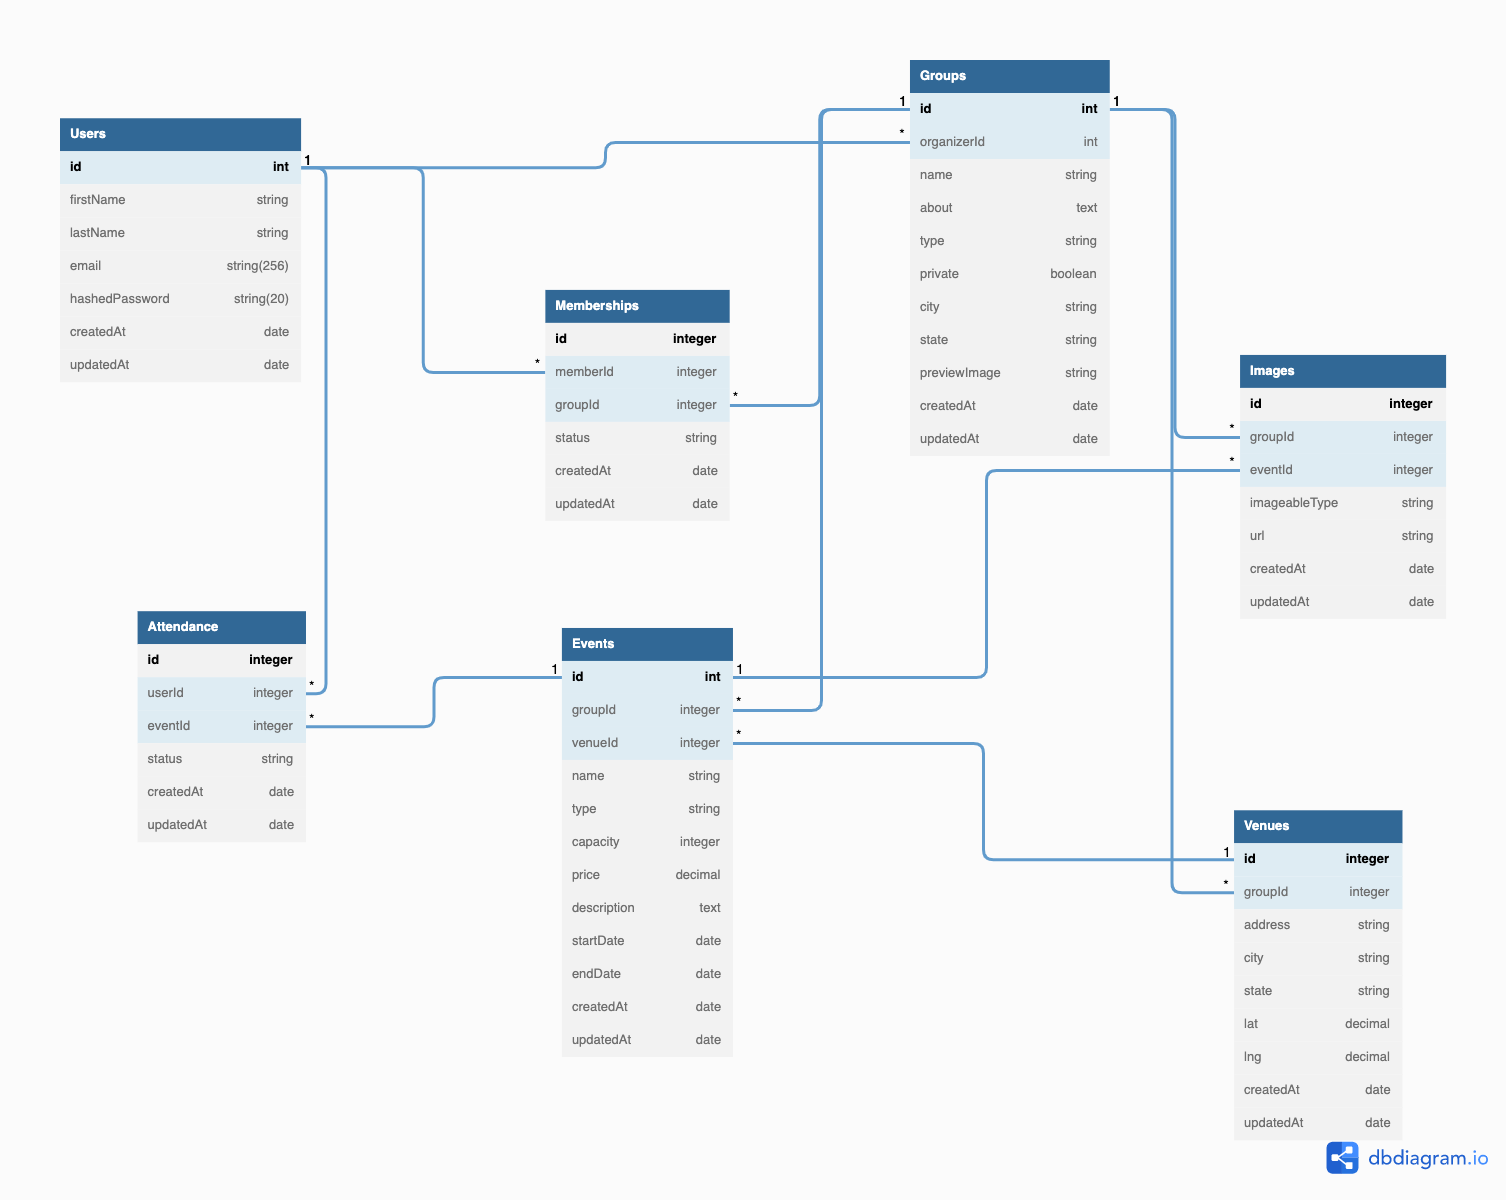 Users
id int
firstName string
lastName string
email string(256)
hashedPassword string(20)
createdAt date
updatedAt date
1
Groups
1 id int 1
* organizerId int
name string
about text
type string
private boolean
city string
state string
previewImage string
createdAt date
updatedAt date
Memberships
id integer
* memberId integer
groupId integer *
status string
createdAt date
updatedAt date
Images
id integer
* groupId integer
* eventId integer
imageableType string
url string
createdAt date
updatedAt date
Attendance
id integer
userId integer *
eventId integer *
status string
createdAt date
updatedAt date
Events
1 id int 1
groupId integer *
venueId integer *
name string
type string
capacity integer
price decimal
description text
startDate date
endDate date
createdAt date
updatedAt date
Venues
1 id integer
* groupId integer
address string
city string
state string
lat decimal
lng decimal
createdAt date
updatedAt date
dbdiagram.io